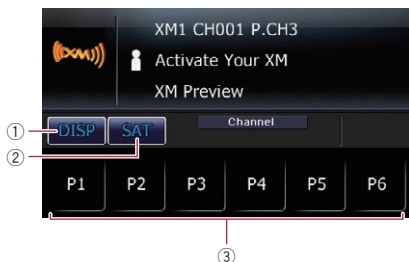 XM1 CH001 P.CH3
((XM))
Activate Your XM
XM Preview
① DISP SAT Channel
②
P1 P2 P3 P4 P5 P6
③